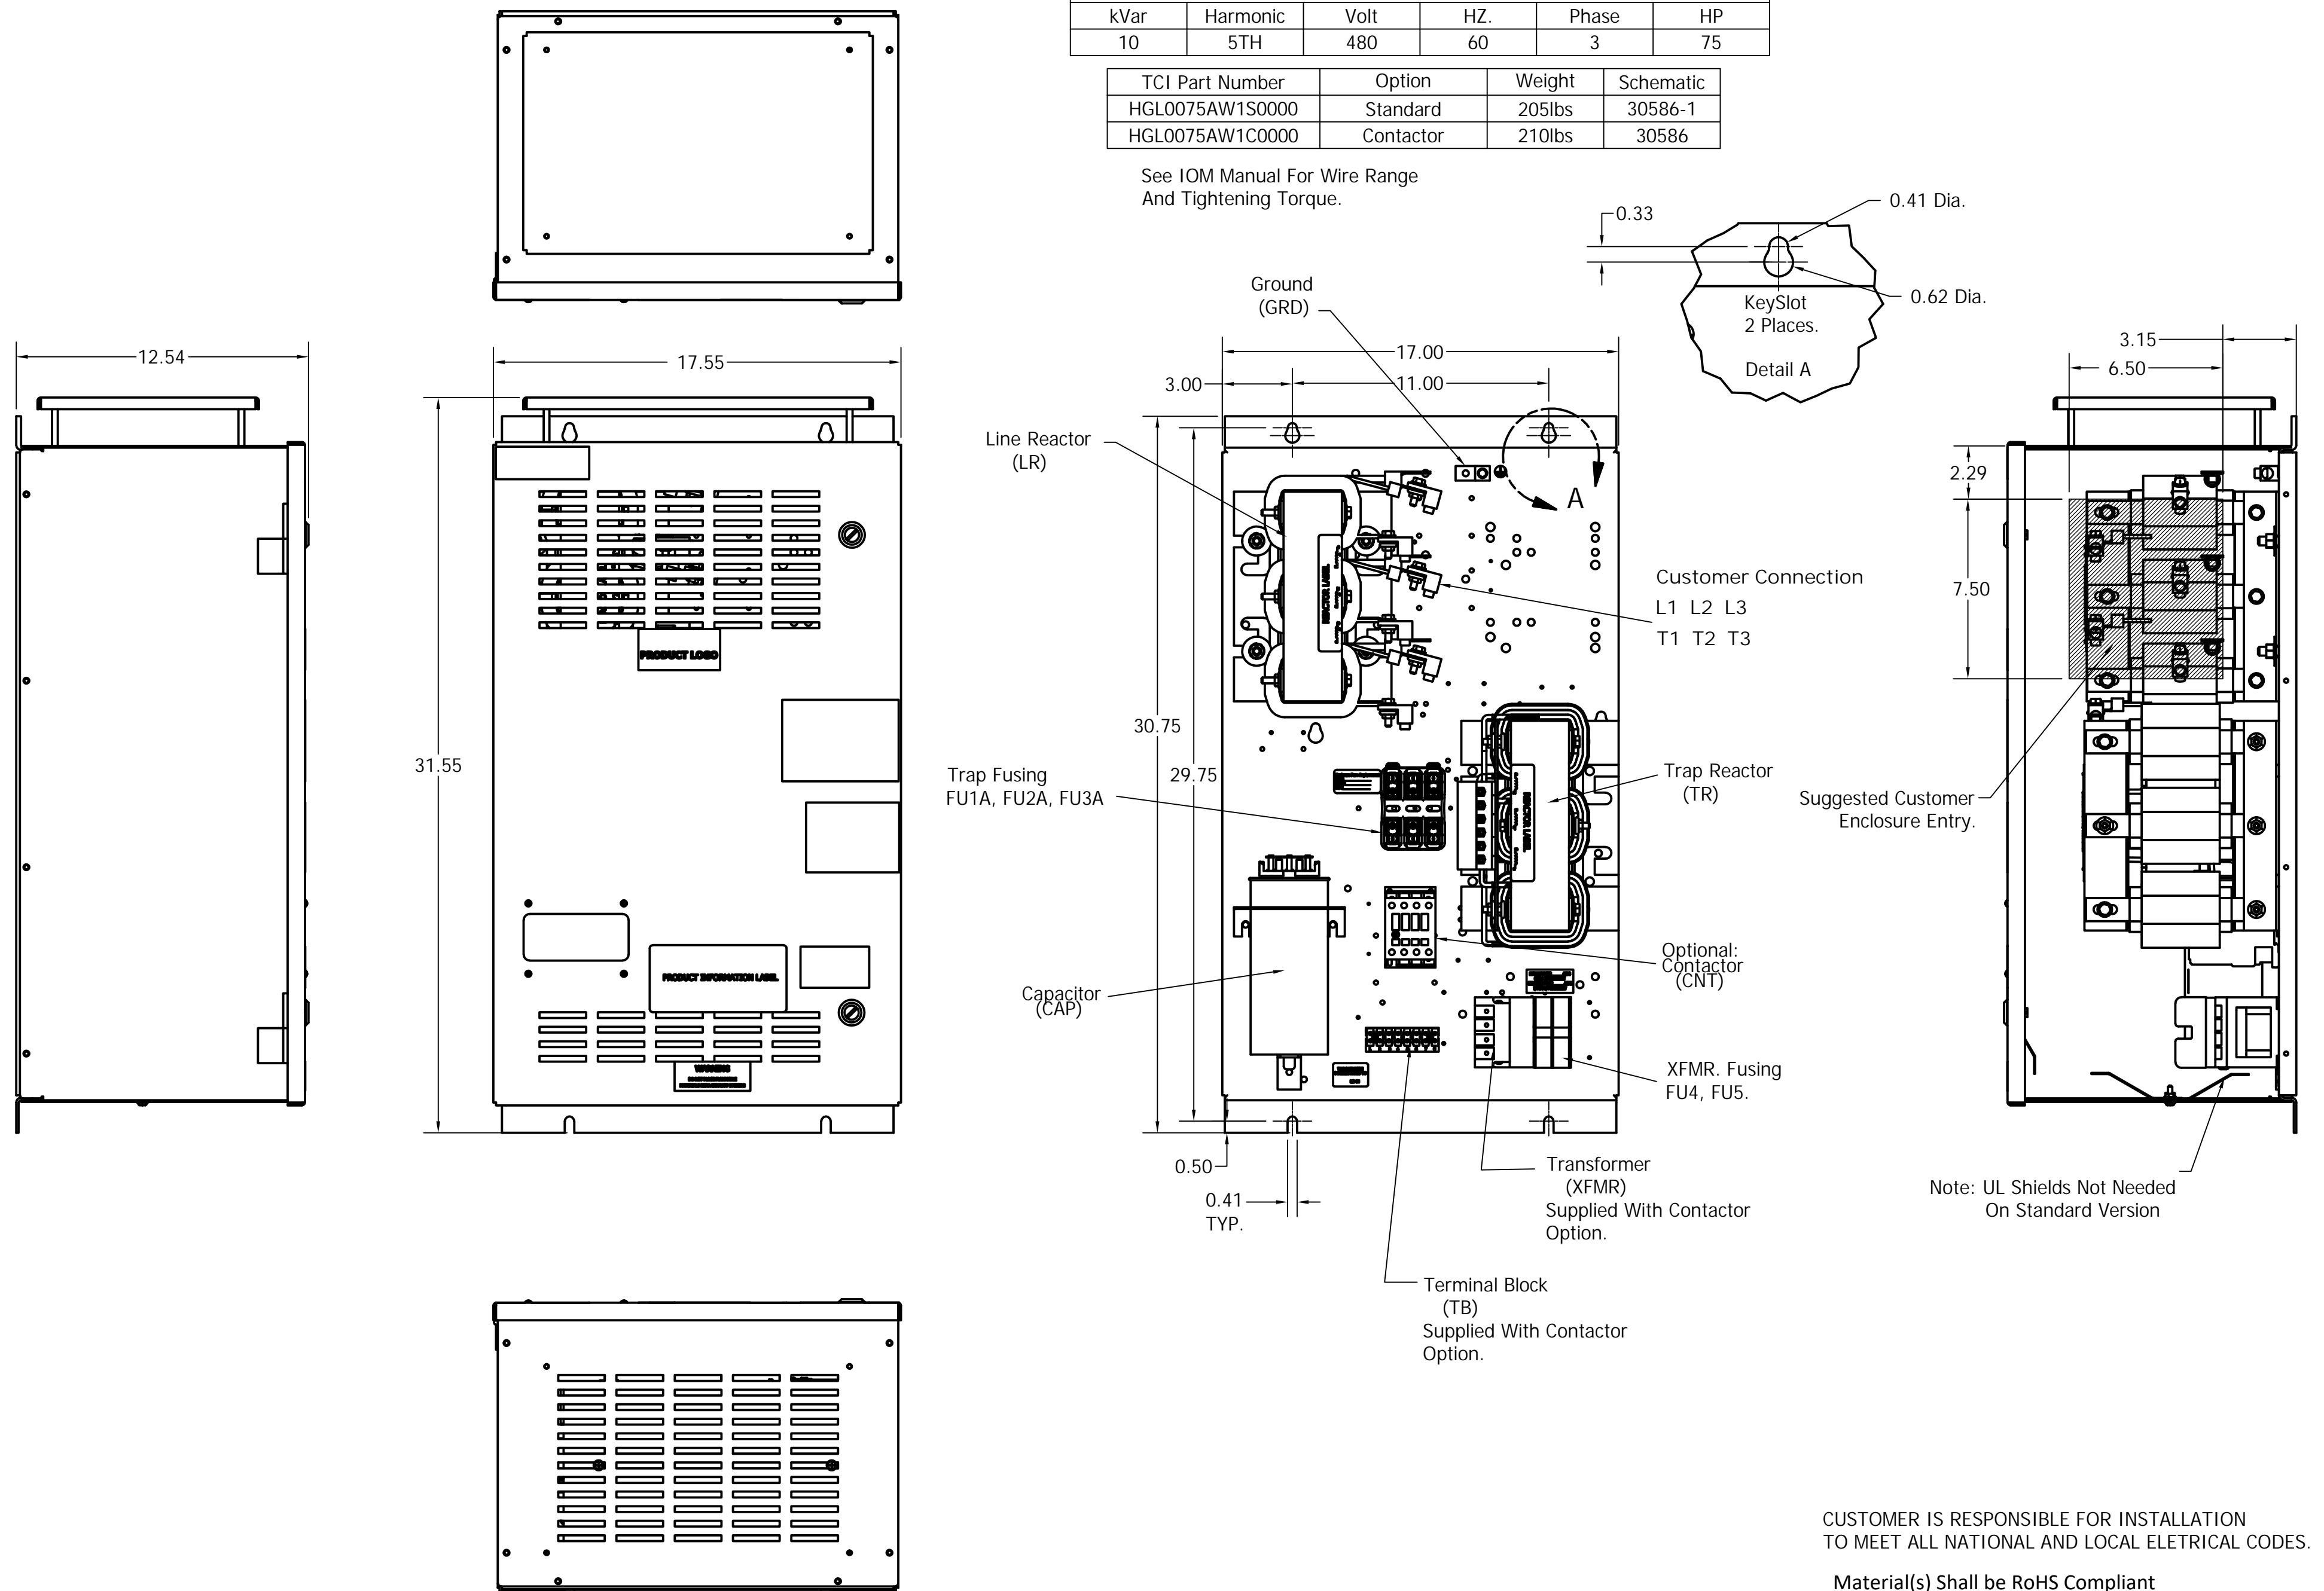 kVar Harmonic Volt HZ. Phase HP
10 5TH 480 60 3 75
TCI Part Number Option Weight Schematic
HGL0075AW1S0000 Standard 205lbs 30586-1
HGL0075AW1C0000 Contactor 210lbs 30586
See IOM Manual For Wire Range
And Tightening Torque.
0.33
0.41 Dia.
0.62 Dia.
KeySlot
2 Places.
Detail A
Ground
(GRD)
12.54
17.55
31.55
PRODUCT LOGO
PRODUCT INFORMATION LABEL
WARNING
17.00
3.00
11.00
Line Reactor
(LR)
A
REACTOR LABEL
Customer Connection
L1 L2 L3
T1 T2 T3
30.75
29.75
Trap Fusing
FU1A, FU2A, FU3A
REACTOR LABEL
Trap Reactor
(TR)
Optional:
Contactor
(CNT)
Capacitor
(CAP)
XFMR. Fusing
FU4, FU5.
0.50
0.41
TYP.
Transformer
(XFMR)
Supplied With Contactor
Option.
Terminal Block
(TB)
Supplied With Contactor
Option.
3.15
6.50
2.29
7.50
Suggested Customer
Enclosure Entry.
Note: UL Shields Not Needed
On Standard Version
CUSTOMER IS RESPONSIBLE FOR INSTALLATION
TO MEET ALL NATIONAL AND LOCAL ELETRICAL CODES.
Material(s) Shall be RoHS Compliant